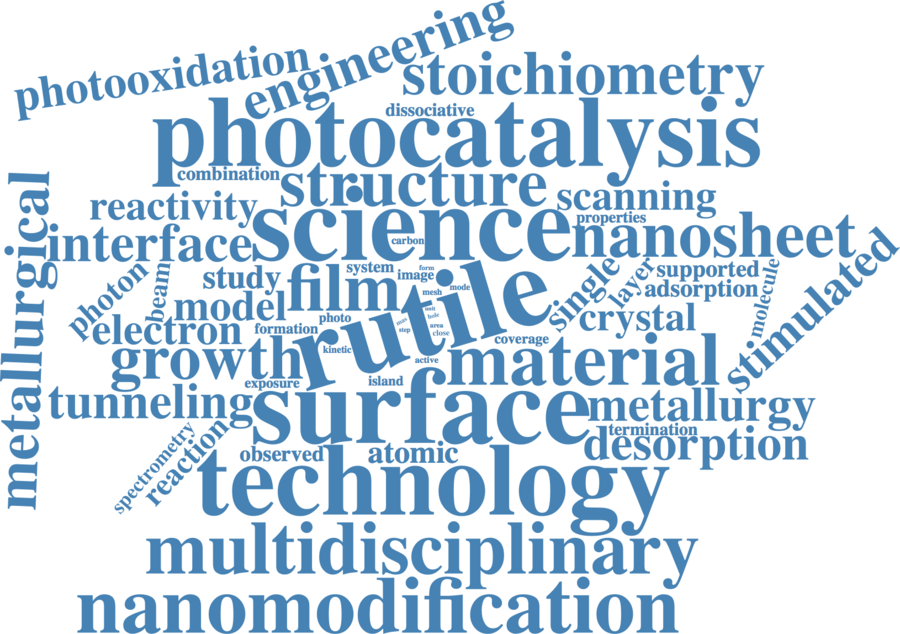 photooxidation
engineering
stoichiometry
dissociative
photocatalysis
combination
structure
scanning
reactivity
science
properties
metallurgical
interface
carbon
nanosheet
stimulated
photon
beam
study
film
system
image
form
mode
single
layer
supported
adsorption
molecule
model
rutile
mesh
hole
area
step
close
electron
formation
photo
crystal
coverage
growth
kinetic
active
material
exposure
island
tunneling
surface
metallurgy
termination
desorption
spectrometry
reaction
observed
atomic
technology
multidisciplinary
nanomodification